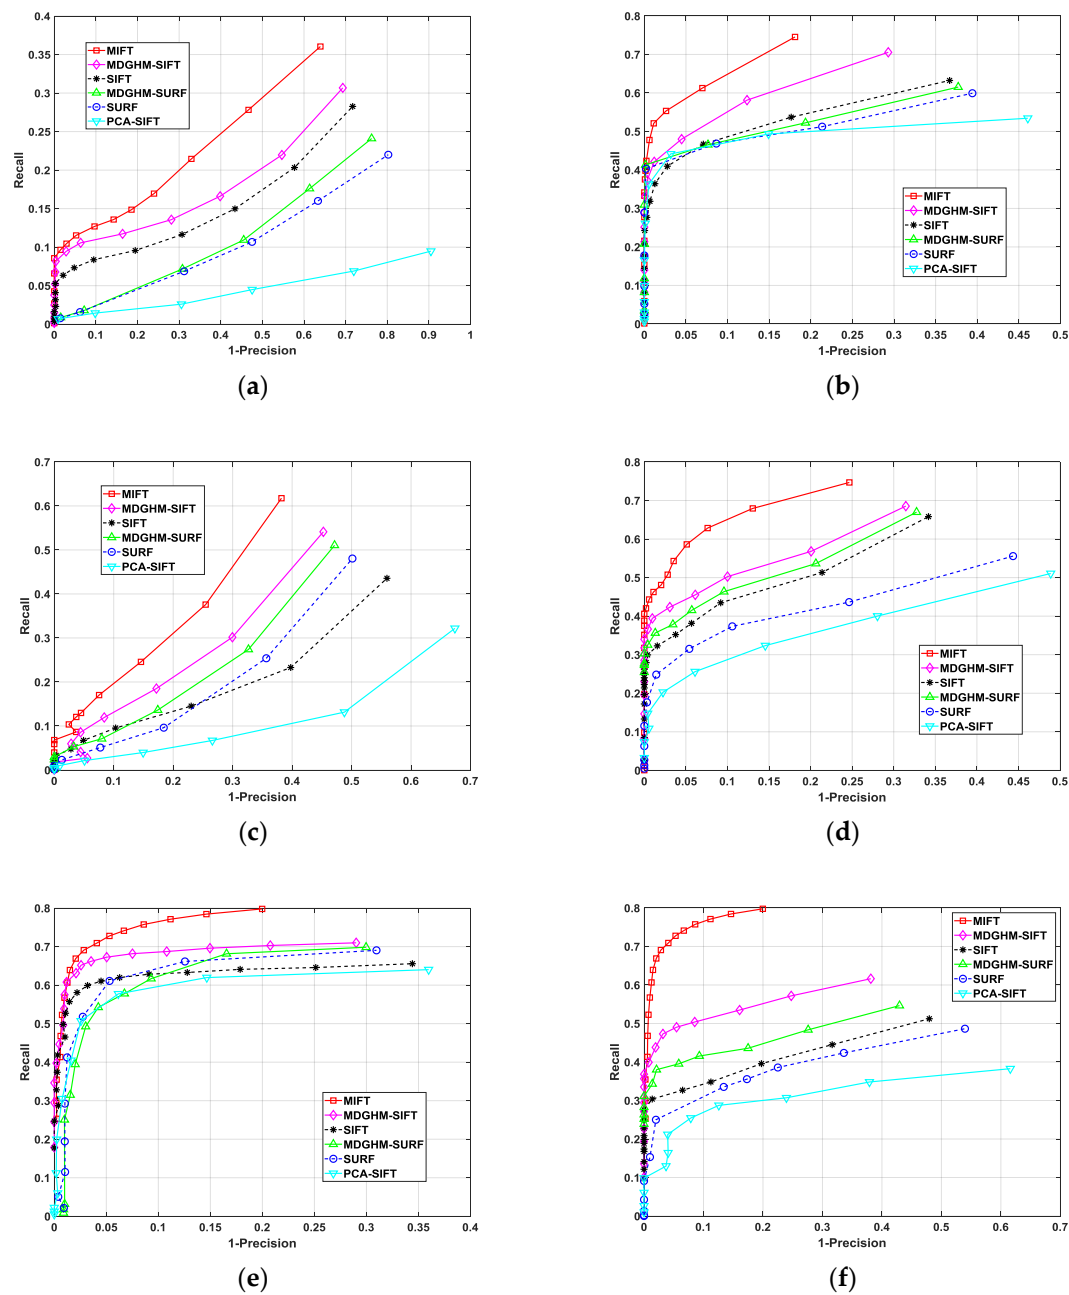 0.4
0.35
0.3
0.25
0.2
0.15
0.1
0.05
0
Recall
MIFT
MDGHM-SIFT
SIFT
MDGHM-SURF
SURF
PCA-SIFT
0 0.1 0.2 0.3 0.4 0.5 0.6 0.7 0.8 0.9 1
1-Precision
(a)
0.8
0.7
0.6
0.5
0.4
0.3
0.2
0.1
0
Recall
MIFT
MDGHM-SIFT
SIFT
MDGHM-SURF
SURF
PCA-SIFT
0 0.05 0.1 0.15 0.2 0.25 0.3 0.35 0.4 0.45 0.5
1-Precision
(b)
0.7
0.6
0.5
0.4
0.3
0.2
0.1
0
Recall
MIFT
MDGHM-SIFT
SIFT
MDGHM-SURF
SURF
PCA-SIFT
0 0.1 0.2 0.3 0.4 0.5 0.6 0.7
1-Precision
(c)
0.8
0.7
0.6
0.5
0.4
0.3
0.2
0.1
0
Recall
MIFT
MDGHM-SIFT
SIFT
MDGHM-SURF
SURF
PCA-SIFT
0 0.05 0.1 0.15 0.2 0.25 0.3 0.35 0.4 0.45 0.5
1-Precision
(d)
0.8
0.7
0.6
0.5
0.4
0.3
0.2
0.1
0
Recall
MIFT
MDGHM-SIFT
SIFT
MDGHM-SURF
SURF
PCA-SIFT
0 0.05 0.1 0.15 0.2 0.25 0.3 0.35 0.4
1-Precision
(e)
0.8
0.7
0.6
0.5
0.4
0.3
0.2
0.1
0
Recall
MIFT
MDGHM-SIFT
SIFT
MDGHM-SURF
SURF
PCA-SIFT
0 0.1 0.2 0.3 0.4 0.5 0.6 0.7
1-Precision
(f)